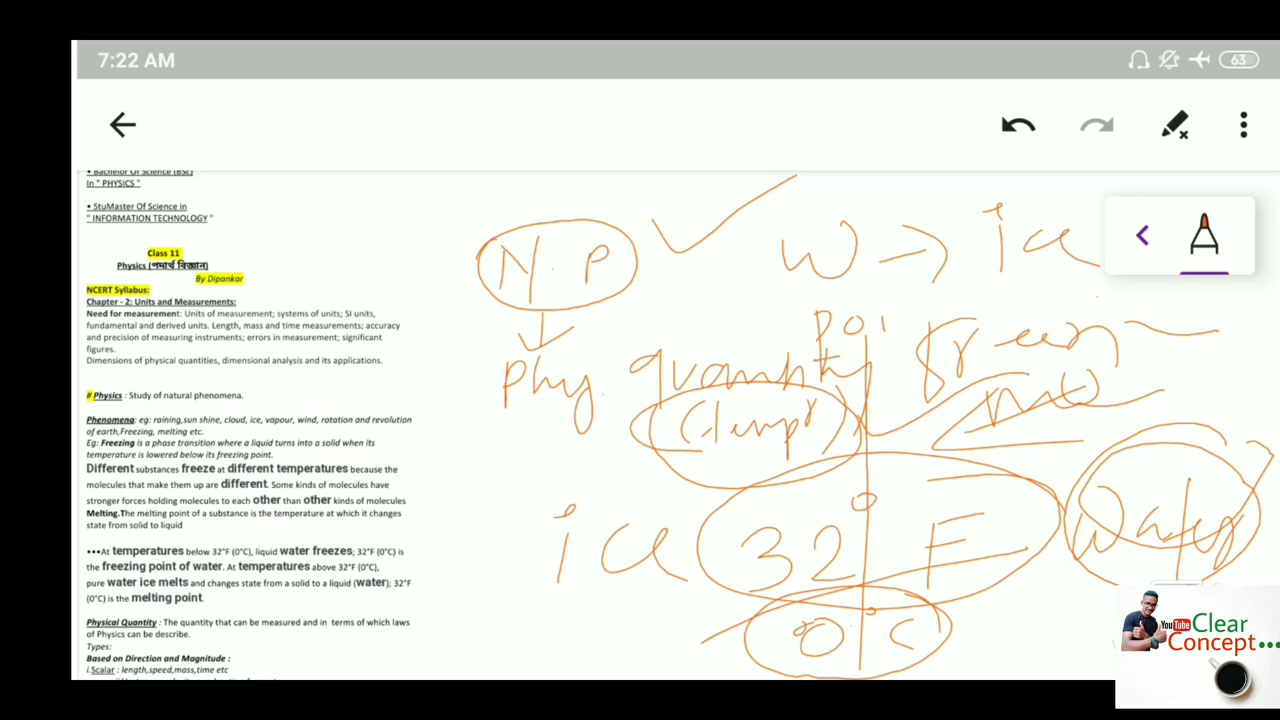 7:22 AM
63
• Bachelor Of Science (BSc)
In " PHYSICS "
• StuMaster Of Science in
" INFORMATION TECHNOLOGY "
Class 11
Physics (পদার্থ বিজ্ঞান)
By Dipankar
NCERT Syllabus:
Chapter - 2: Units and Measurements:
Need for measurement: Units of measurement; systems of units; SI units,
fundamental and derived units. Length, mass and time measurements; accuracy
and precision of measuring instruments; errors in measurement; significant
figures.
Dimensions of physical quantities, dimensional analysis and its applications.
# Physics : Study of natural phenomena.
Phenomena: eg: raining,sun shine, cloud, ice, vapour, wind, rotation and revolution
of earth,Freezing, melting etc.
Eg: Freezing is a phase transition where a liquid turns into a solid when its
temperature is lowered below its freezing point.
Different substances freeze at different temperatures because the
molecules that make them up are different. Some kinds of molecules have
stronger forces holding molecules to each other than other kinds of molecules
Melting.The melting point of a substance is the temperature at which it changes
state from solid to liquid
•••At temperatures below 32°F (0°C), liquid water freezes; 32°F (0°C) is
the freezing point of water. At temperatures above 32°F (0°C),
pure water ice melts and changes state from a solid to a liquid (water); 32°F
(0°C) is the melting point.
Physical Quantity : The quantity that can be measured and in terms of which laws
of Physics can be describe.
Types:
Based on Direction and Magnitude :
i.Scalar : length,speed,mass,time etc
N.P
W → ice
Poi
Phy. quantity
(temp^r)
ice 32°F Water
0°C
YouTube Clear
Concept•••